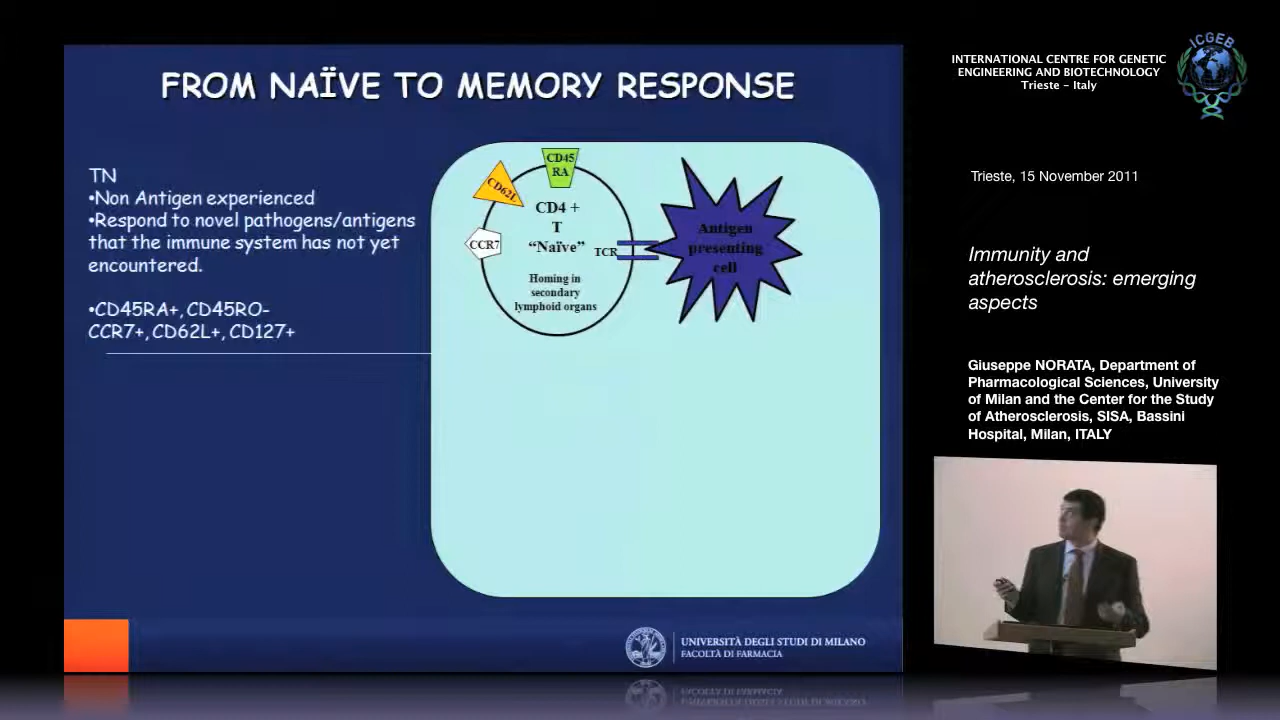 FROM NAÏVE TO MEMORY RESPONSE
TN
•Non Antigen experienced
•Respond to novel pathogens/antigens
that the immune system has not yet
encountered.
•CD45RA+, CD45RO-
CCR7+, CD62L+, CD127+
CD45
RA
CD62L
CCR7
CD4 +
T
“Naïve”
TCR
Homing in
secondary
lymphoid organs
Antigen
presenting
cell
UNIVERSITÀ DEGLI STUDI DI MILANO
FACOLTÀ DI FARMACIA
INTERNATIONAL CENTRE FOR GENETIC
ENGINEERING AND BIOTECHNOLOGY
Trieste - Italy
ICGEB
Trieste, 15 November 2011
Immunity and
atherosclerosis: emerging
aspects
Giuseppe NORATA, Department of
Pharmacological Sciences, University
of Milan and the Center for the Study
of Atherosclerosis, SISA, Bassini
Hospital, Milan, ITALY